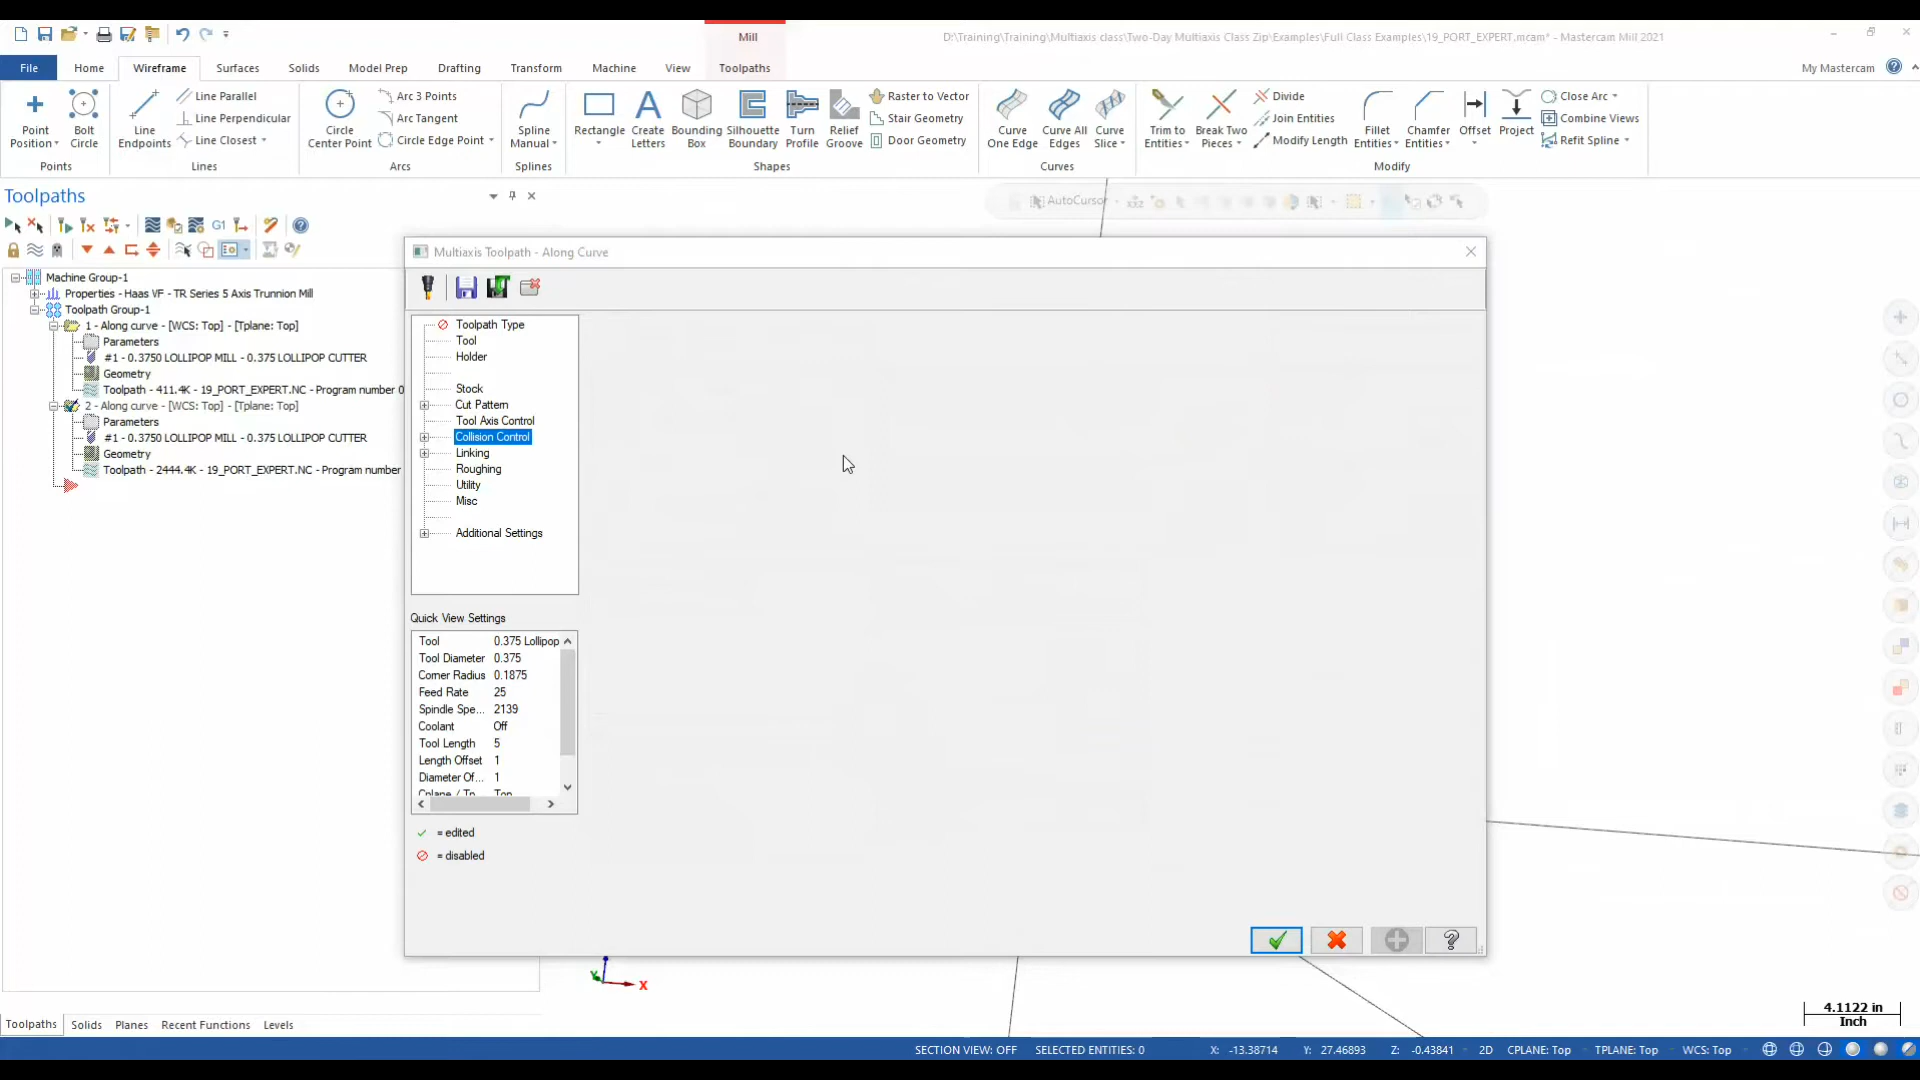 Mill
D:\Training\Training\Multiaxis class\Two-Day Multiaxis Class Zip\Examples\Full Class Examples\19_PORT_EXPERT.mcam* - Mastercam Mill 2021
File Home Wireframe Surfaces Solids Model Prep Drafting Transform Machine View Toolpaths My Mastercam
Point Position
Bolt Circle
Points
Line Endpoints
Line Parallel
Line Perpendicular
Line Closest
Lines
Circle Center Point
Arc 3 Points
Arc Tangent
Circle Edge Point
Arcs
Spline Manual
Splines
Rectangle
Create Letters
Bounding Box
Silhouette Boundary
Turn Profile
Relief Groove
Raster to Vector
Stair Geometry
Door Geometry
Shapes
Curve One Edge
Curve All Edges
Curve Slice
Curves
Trim to Entities
Break Two Pieces
Divide
Join Entities
Modify Length
Fillet Entities
Chamfer Entities
Offset
Project
Close Arc
Combine Views
Refit Spline
Modify
Toolpaths
AutoCursor
G1
Machine Group-1
Properties - Haas VF - TR Series 5 Axis Trunnion Mill
Toolpath Group-1
1 - Along curve - [WCS: Top] - [Tplane: Top]
Parameters
#1 - 0.3750 LOLLIPOP MILL - 0.375 LOLLIPOP CUTTER
Geometry
Toolpath - 411.4K - 19_PORT_EXPERT.NC - Program number 0
2 - Along curve - [WCS: Top] - [Tplane: Top]
Parameters
#1 - 0.3750 LOLLIPOP MILL - 0.375 LOLLIPOP CUTTER
Geometry
Toolpath - 2444.4K - 19_PORT_EXPERT.NC - Program number
Multiaxis Toolpath - Along Curve
Toolpath Type
Tool
Holder
Stock
Cut Pattern
Tool Axis Control
Collision Control
Linking
Roughing
Utility
Misc
Additional Settings
Quick View Settings
Tool 0.375 Lollipop
Tool Diameter 0.375
Corner Radius 0.1875
Feed Rate 25
Spindle Spe... 2139
Coolant Off
Tool Length 5
Length Offset 1
Diameter Of... 1
Cplane / Tp... Top
= edited
= disabled
Y X
4.1122 in
Inch
Toolpaths Solids Planes Recent Functions Levels
SECTION VIEW: OFF SELECTED ENTITIES: 0 X: -13.38714 Y: 27.46893 Z: -0.43841 2D CPLANE: Top TPLANE: Top WCS: Top